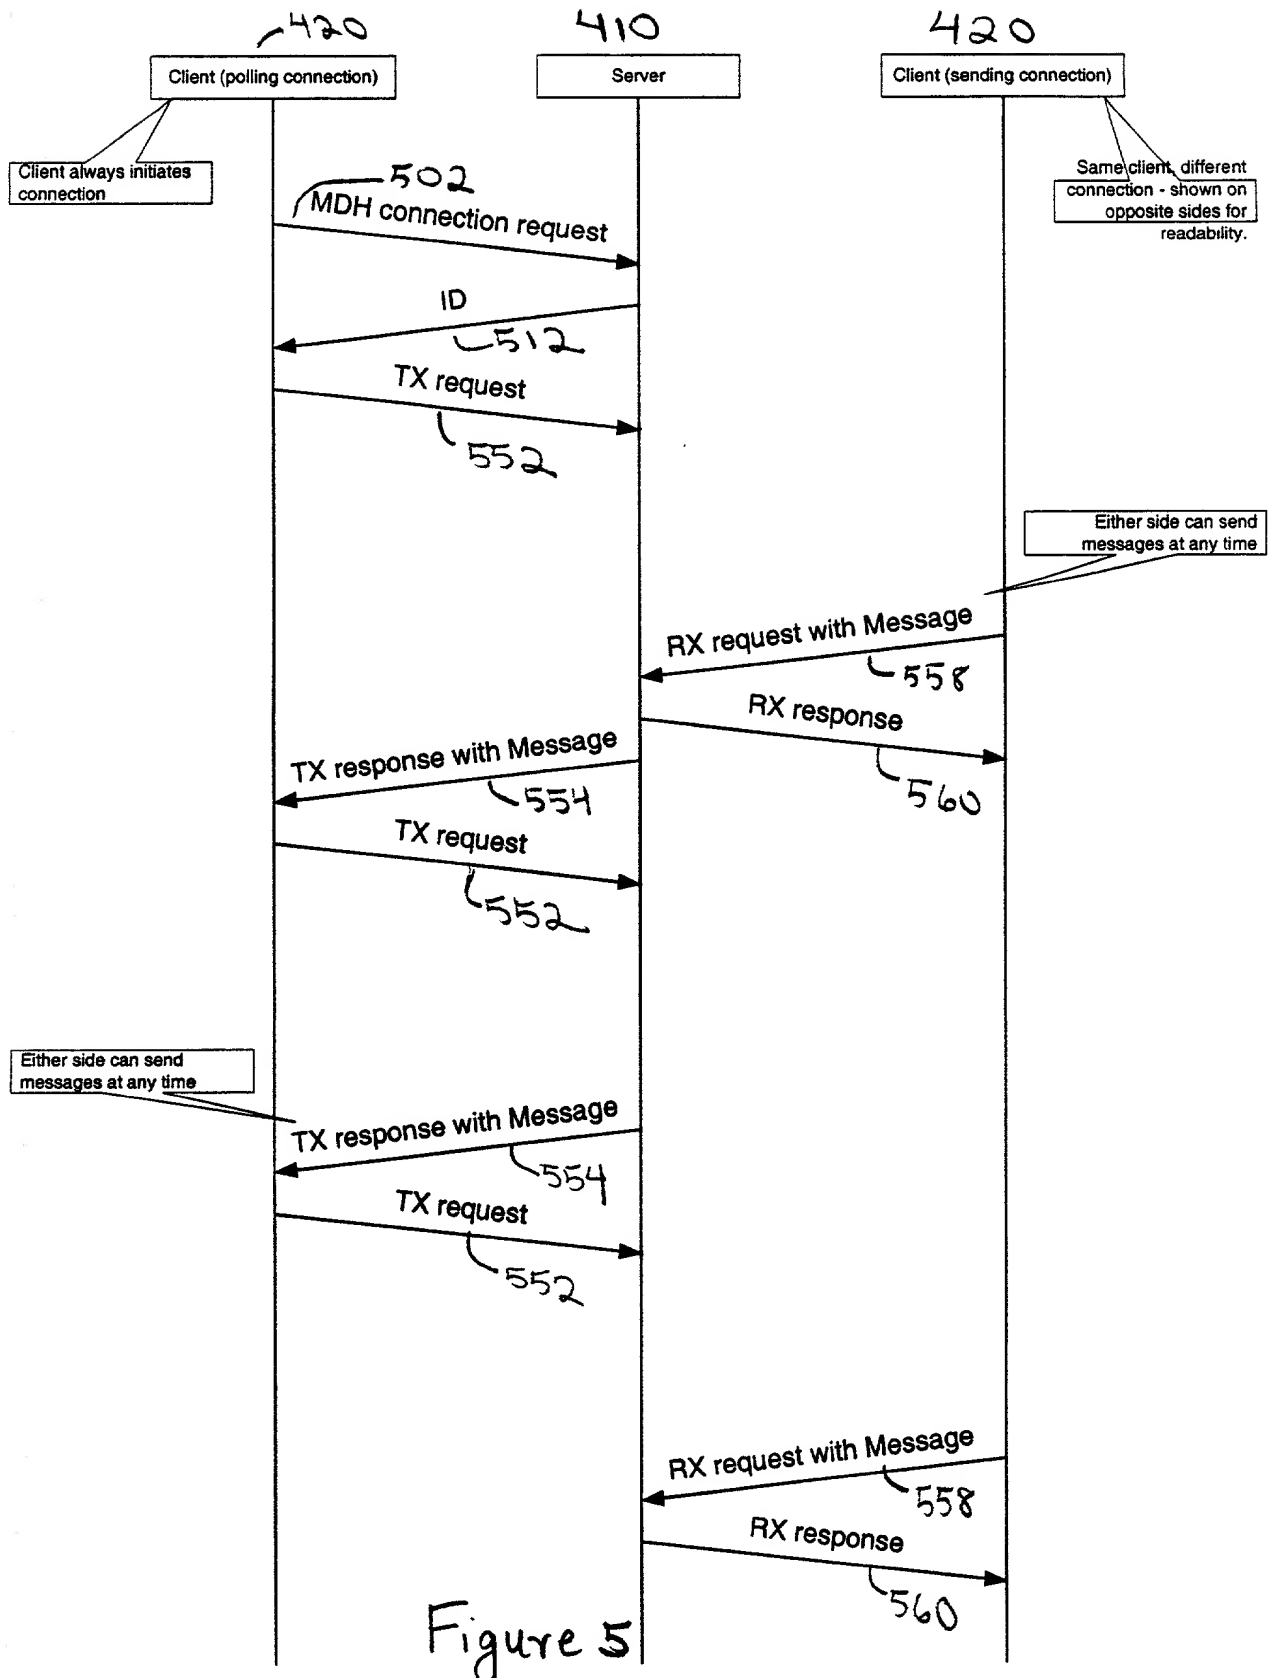 420
410
420
Client (polling connection)
Server
Client (sending connection)
Client always initiates
connection
Same client, different
connection - shown on
opposite sides for
readability.
502
MDH connection request
ID
512
TX request
552
Either side can send
messages at any time
RX request with Message
558
RX response
560
TX response with Message
554
TX request
552
Either side can send
messages at any time
TX response with Message
554
TX request
552
RX request with Message
558
RX response
560
Figure 5